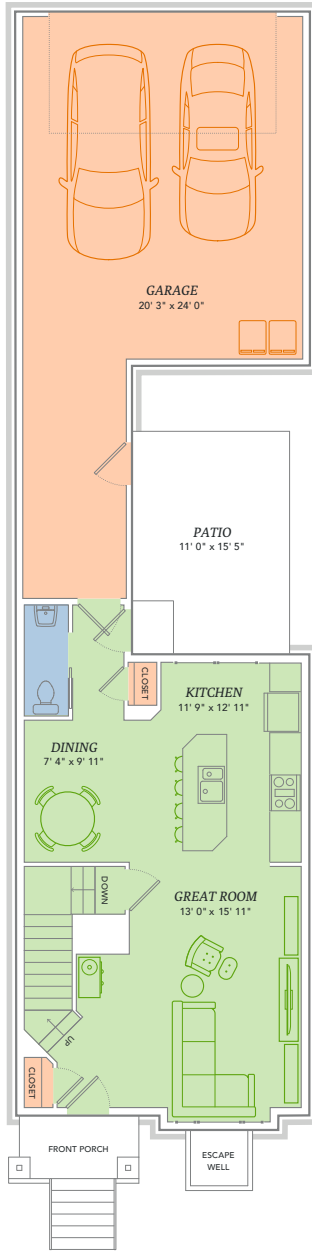 GARAGE
20' 3" x 24' 0"
PATIO
11' 0" x 15' 5"
CLOSET
KITCHEN
11' 9" x 12' 11"
DINING
7' 4" x 9' 11"
DOWN
GREAT ROOM
13' 0" x 15' 11"
UP
CLOSET
FRONT PORCH
ESCAPE
WELL